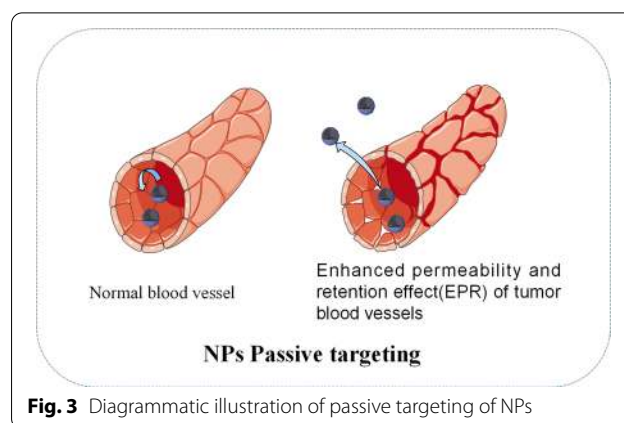 Normal blood vessel
Enhanced permeability and
retention effect(EPR) of tumor
blood vessels
NPs Passive targeting
Fig. 3 Diagrammatic illustration of passive targeting of NPs